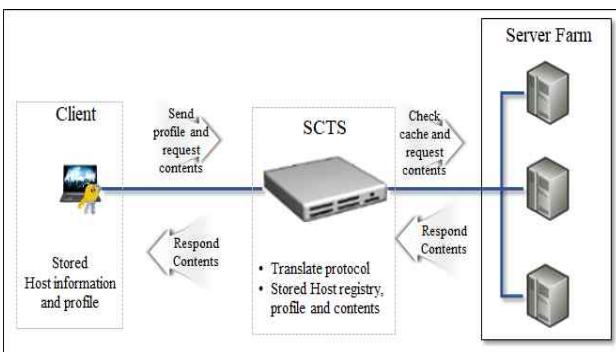 Server Farm
Client
Send
profile and
request
contents
SCTS
Check
cache and
request
contents
Respond
Contents
Respond
Contents
Stored
Host information
and profile
• Translate protocol
• Stored Host registry,
profile and contents